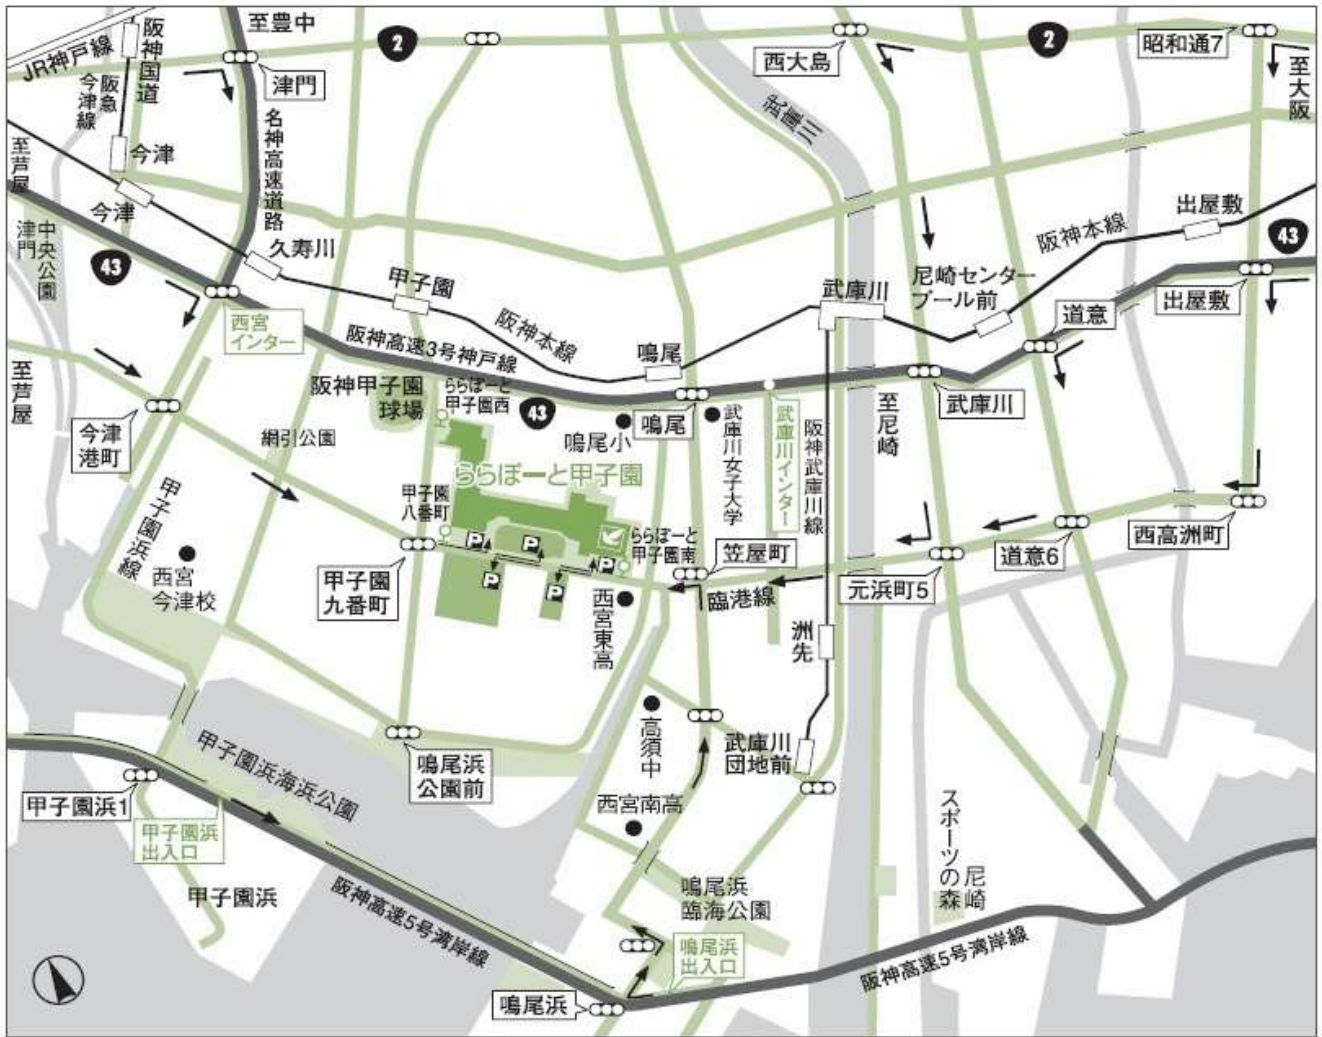 至豊中
阪神国道
JR神戸線
2
西大島
2
昭和通7
津門
阪急
今津線
至大阪
武庫川
名神高速道路
今津
至芦屋
今津
出屋敷
中央公園
津門
久寿川
阪神本線
43
43
甲子園
尼崎センター
プール前
武庫川
出屋敷
西宮
インター
阪神本線
道意
阪神高速3号神戸線
鳴尾
至芦屋
阪神甲子園
球場
ららぽーと
甲子園西
43
鳴尾
武庫川
至尼崎
今津
港町
網引公園
鳴尾小
武庫川女子大学
武庫川インター
阪神武庫川線
ららぽーと甲子園
甲子園浜線
甲子園
八番町
P
P
P
P
P
ららぽーと
甲子園南
笠屋町
西高洲町
道意6
西宮
今津校
甲子園
九番町
西宮東高
臨港線
元浜町5
洲先
高須中
武庫川
団地前
甲子園浜海浜公園
鳴尾浜
公園前
甲子園浜1
西宮南高
スポーツの森
尼崎
甲子園浜
出入口
甲子園浜
阪神高速5号湾岸線
鳴尾浜
臨海公園
鳴尾浜
出入口
阪神高速5号湾岸線
鳴尾浜